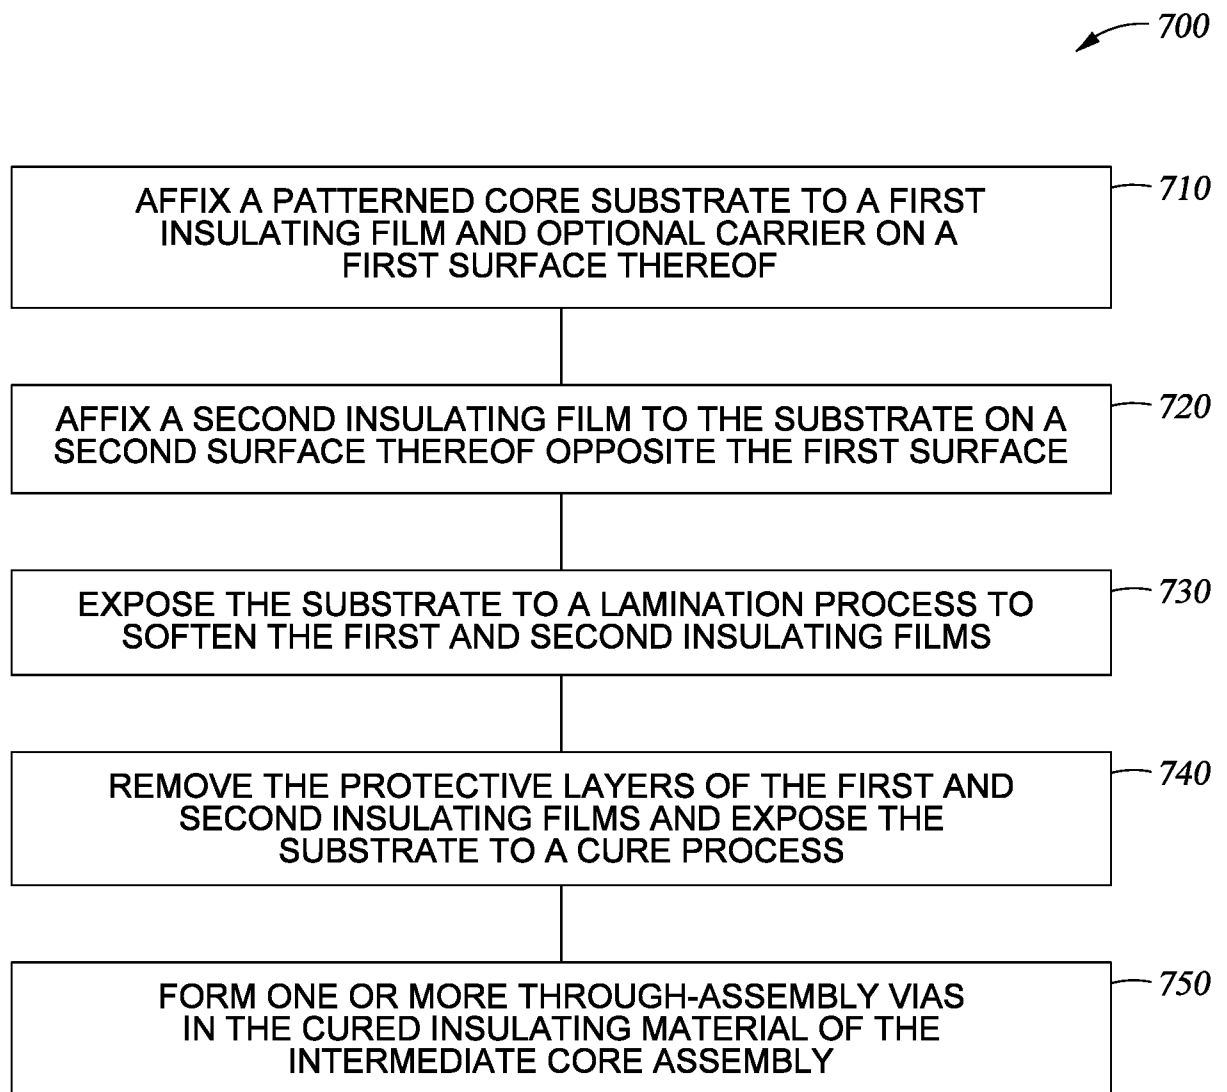 700
AFFIX A PATTERNED CORE SUBSTRATE TO A FIRST
INSULATING FILM AND OPTIONAL CARRIER ON A
FIRST SURFACE THEREOF
710
AFFIX A SECOND INSULATING FILM TO THE SUBSTRATE ON A
SECOND SURFACE THEREOF OPPOSITE THE FIRST SURFACE
720
EXPOSE THE SUBSTRATE TO A LAMINATION PROCESS TO
SOFTEN THE FIRST AND SECOND INSULATING FILMS
730
REMOVE THE PROTECTIVE LAYERS OF THE FIRST AND
SECOND INSULATING FILMS AND EXPOSE THE
SUBSTRATE TO A CURE PROCESS
740
FORM ONE OR MORE THROUGH-ASSEMBLY VIAS
IN THE CURED INSULATING MATERIAL OF THE
INTERMEDIATE CORE ASSEMBLY
750